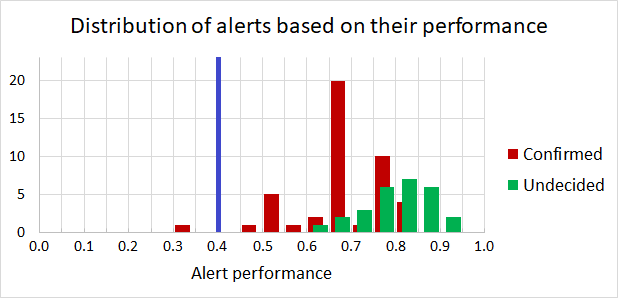 Distribution of alerts based on their performance
20
15
10
5
0
0.0 0.1 0.2 0.3 0.4 0.5 0.6 0.7 0.8 0.9 1.0
Alert performance
Confirmed
Undecided